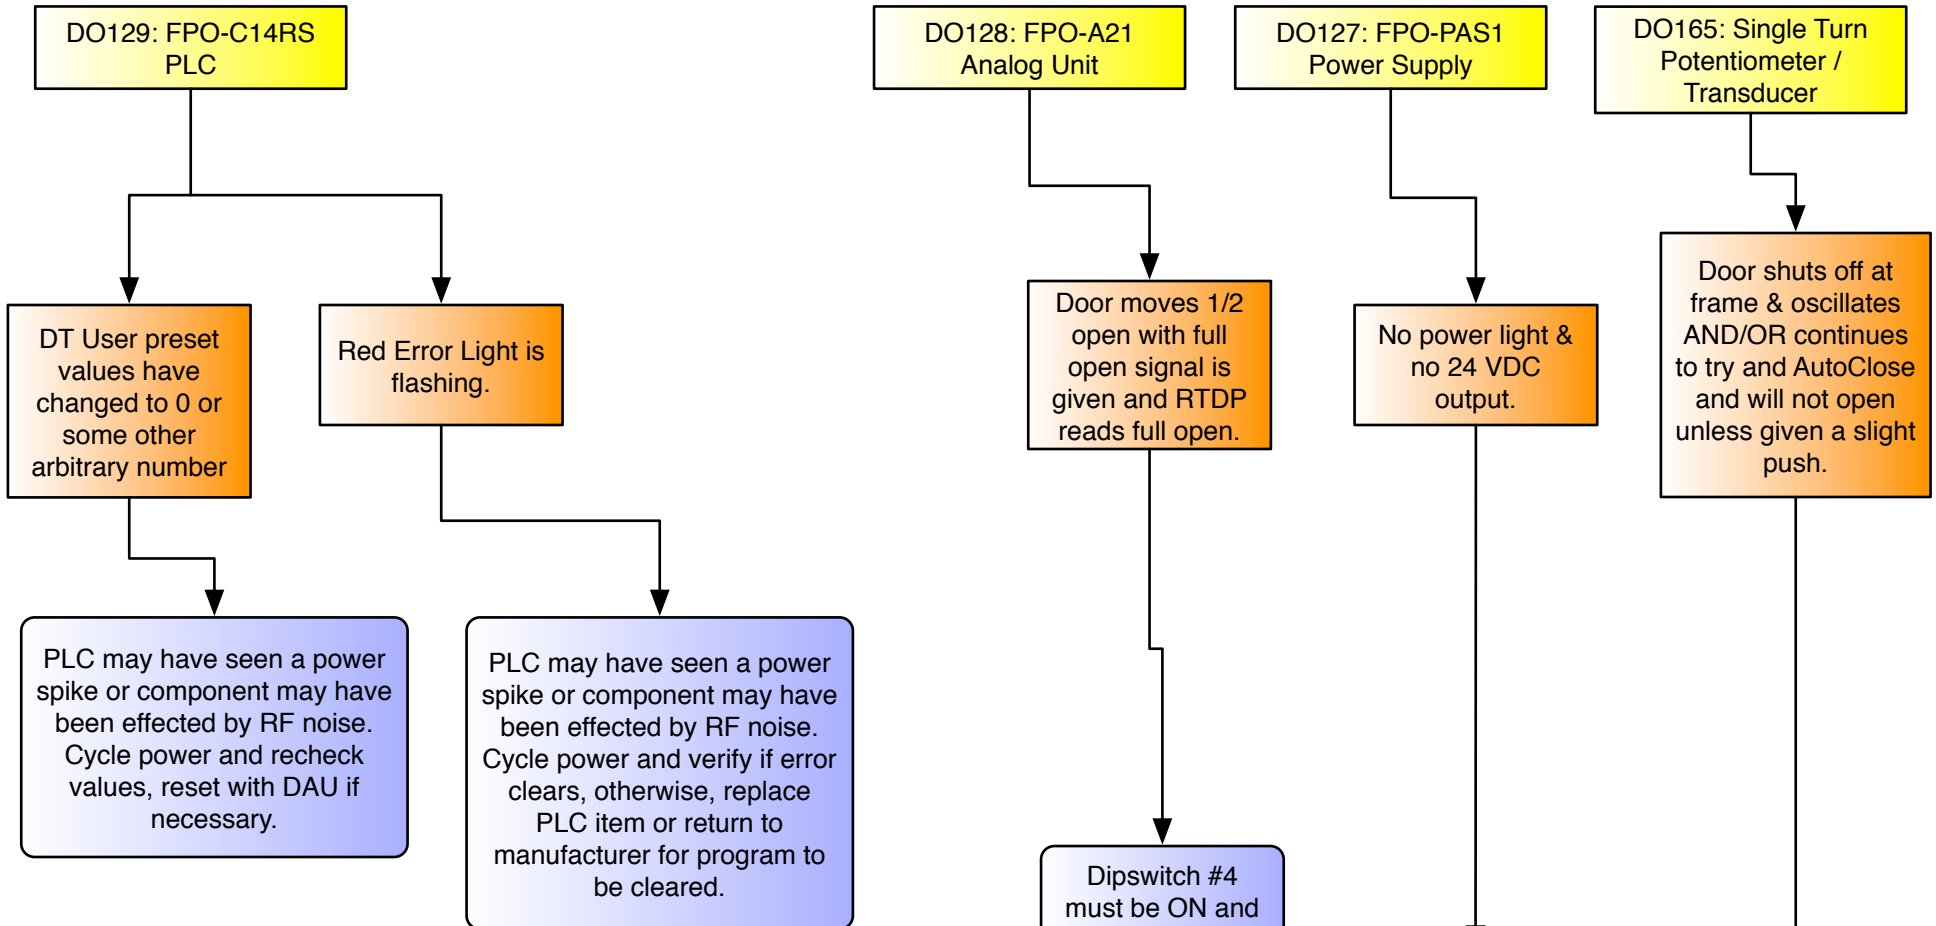 DO129: FPO-C14RS
PLC
DO128: FPO-A21
Analog Unit
DO127: FPO-PAS1
Power Supply
DO165: Single Turn
Potentiometer /
Transducer
DT User preset
values have
changed to 0 or
some other
arbitrary number
Red Error Light is
flashing.
Door moves 1/2
open with full
open signal is
given and RTDP
reads full open.
No power light &
no 24 VDC
output.
Door shuts off at
frame & oscillates
AND/OR continues
to try and AutoClose
and will not open
unless given a slight
push.
PLC may have seen a power
spike or component may have
been effected by RF noise.
Cycle power and recheck
values, reset with DAU if
necessary.
PLC may have seen a power
spike or component may have
been effected by RF noise.
Cycle power and verify if error
clears, otherwise, replace
PLC item or return to
manufacturer for program to
be cleared.
Dipswitch #4
must be ON and